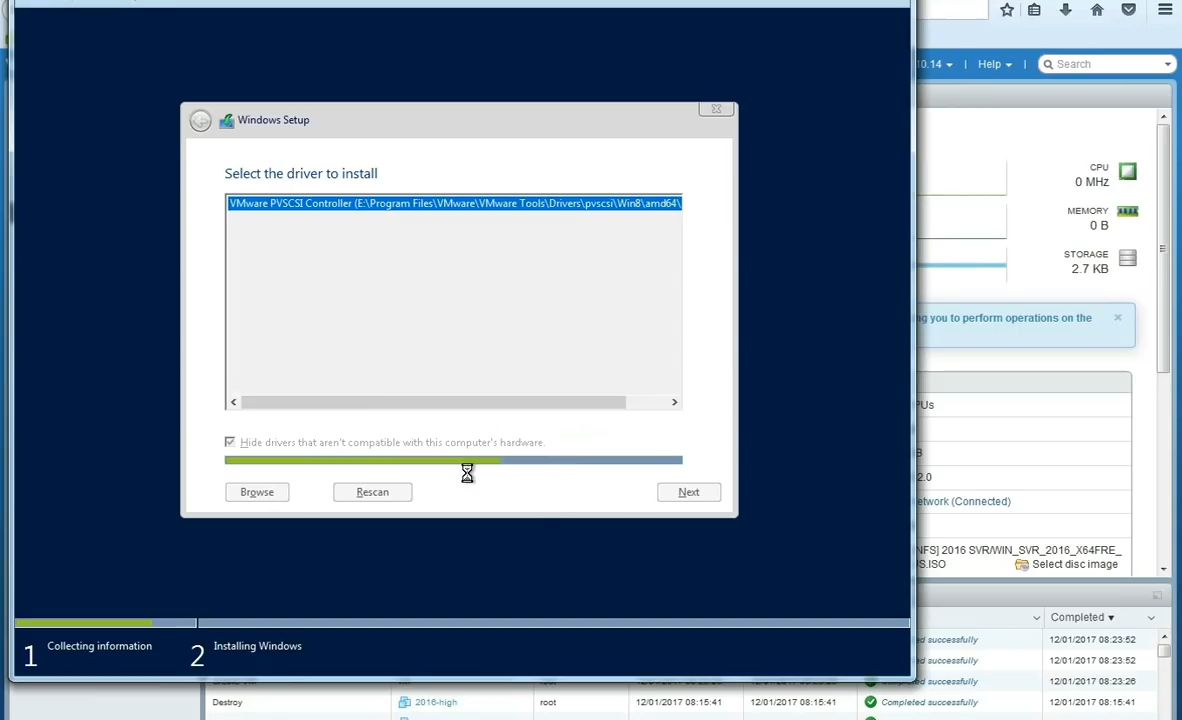 10.14
Help
Search
Windows Setup
Select the driver to install
VMware PVSCSI Controller (E:\Program Files\VMware\VMware Tools\Drivers\pvscsi\Win8\amd64\
Hide drivers that aren't compatible with this computer's hardware.
Browse
Rescan
Next
CPU
0 MHz
MEMORY
0 B
STORAGE
2.7 KB
you to perform operations on the
(Connected)
NFS] 2016 SVR/WIN_SVR_2016_X64FRE_
S.ISO
Select disc image
1 Collecting information
2 Installing Windows
Completed
successfully
12/01/2017 08:23:52
successfully
12/01/2017 08:23:52
successfully
12/01/2017 08:23:26
Destroy
2016-high
root
12/01/2017 08:15:41
12/01/2017 08:15:41
Completed successfully
12/01/2017 08:15:41